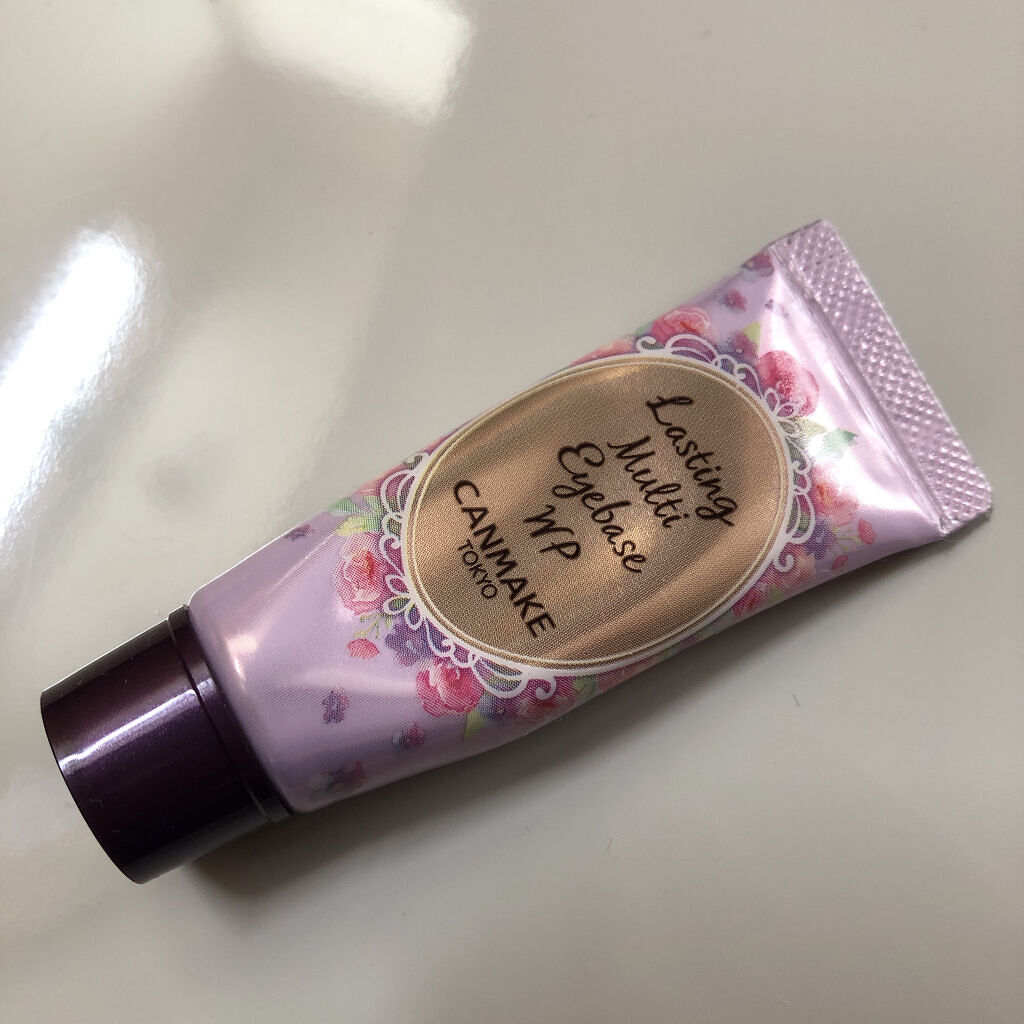 Lasting
Multi
Eyebase
WP
CANMAKE
TOKYO